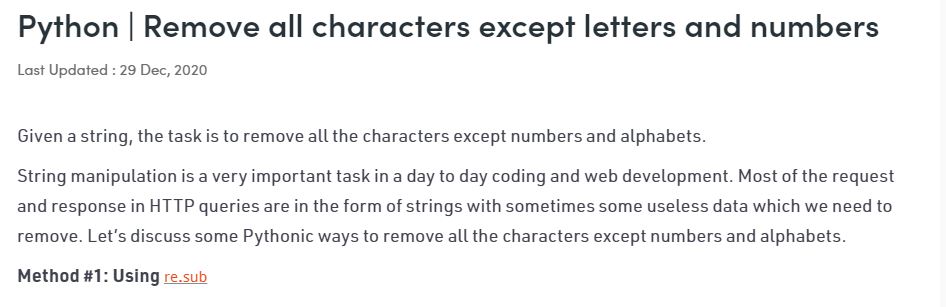 Python | Remove all characters except letters and numbers
Last Updated : 29 Dec, 2020
Given a string, the task is to remove all the characters except numbers and alphabets.
String manipulation is a very important task in a day to day coding and web development. Most of the request
and response in HTTP queries are in the form of strings with sometimes some useless data which we need to
remove. Let’s discuss some Pythonic ways to remove all the characters except numbers and alphabets.
Method #1: Using re.sub